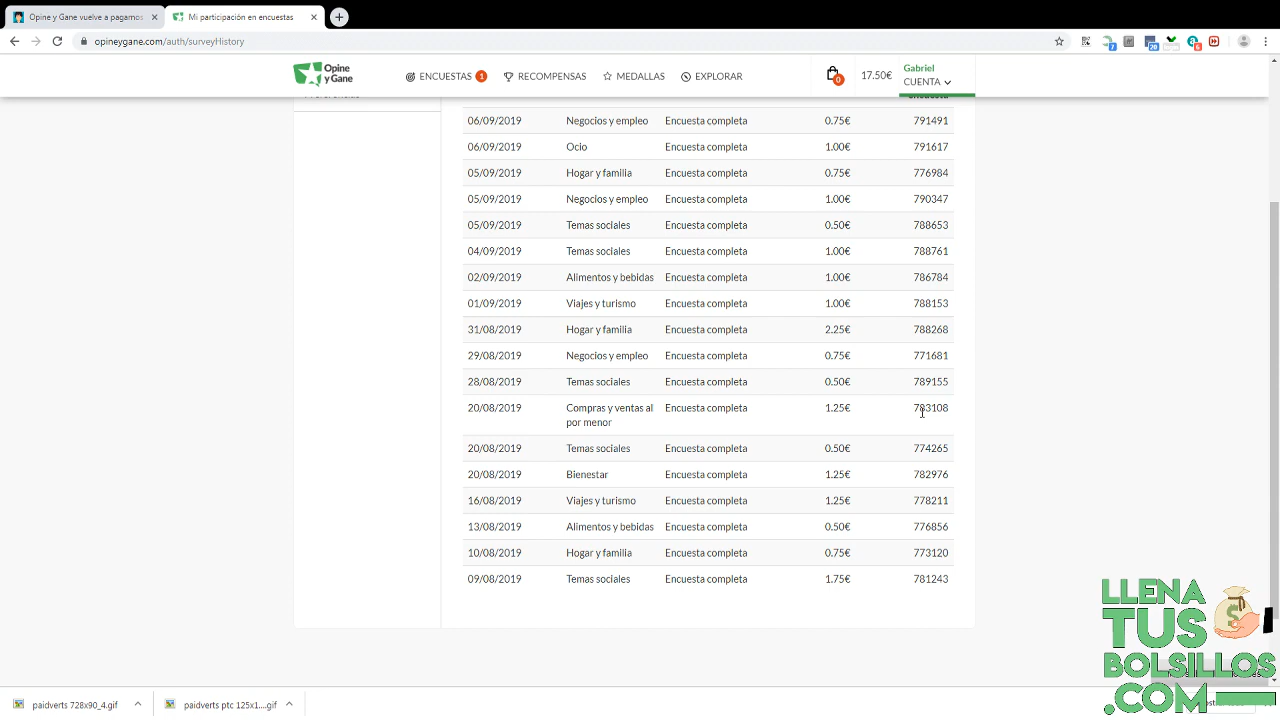 Opine y Gane vuelve a pagarnos
Mi participación en encuestas
opineygane.com/auth/surveyHistory
7
20
6
Opine
y Gane
ENCUESTAS 1
RECOMPENSAS
MEDALLAS
EXPLORAR
0
17.50€
Gabriel
CUENTA
06/09/2019 Negocios y empleo Encuesta completa 0.75€ 791491
06/09/2019 Ocio Encuesta completa 1.00€ 791617
05/09/2019 Hogar y familia Encuesta completa 0.75€ 776984
05/09/2019 Negocios y empleo Encuesta completa 1.00€ 790347
05/09/2019 Temas sociales Encuesta completa 0.50€ 788653
04/09/2019 Temas sociales Encuesta completa 1.00€ 788761
02/09/2019 Alimentos y bebidas Encuesta completa 1.00€ 786784
01/09/2019 Viajes y turismo Encuesta completa 1.00€ 788153
31/08/2019 Hogar y familia Encuesta completa 2.25€ 788268
29/08/2019 Negocios y empleo Encuesta completa 0.75€ 771681
28/08/2019 Temas sociales Encuesta completa 0.50€ 789155
20/08/2019 Compras y ventas al Encuesta completa 1.25€ 783108
por menor
20/08/2019 Temas sociales Encuesta completa 0.50€ 774265
20/08/2019 Bienestar Encuesta completa 1.25€ 782976
16/08/2019 Viajes y turismo Encuesta completa 1.25€ 778211
13/08/2019 Alimentos y bebidas Encuesta completa 0.50€ 776856
10/08/2019 Hogar y familia Encuesta completa 0.75€ 773120
09/08/2019 Temas sociales Encuesta completa 1.75€ 781243
LLENA
TUS
BOLSILLOS
.COM
paidverts 728x90_4.gif
paidverts ptc 125x1....gif